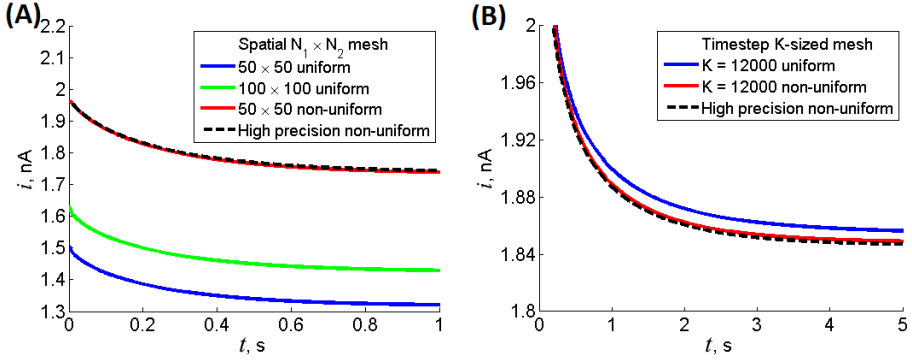 (A)
2.2
2.1
2
1.9
1.8
1.7
1.6
1.5
1.4
1.3
i, nA
Spatial N1 × N2 mesh
50 × 50 uniform
100 × 100 uniform
50 × 50 non-uniform
High precision non-uniform
0
0.2
0.4
0.6
0.8
1
t, s
(B)
1.96
1.92
1.88
1.84
1.8
i, nA
Timestep K-sized mesh
K = 12000 uniform
K = 12000 non-uniform
High precision non-uniform
0
1
2
3
4
5
t, s